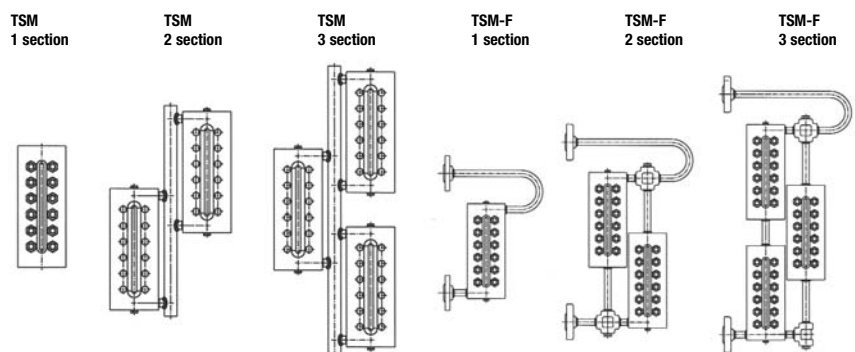 TSM
1 section
TSM
2 section
TSM
3 section
TSM-F
1 section
TSM-F
2 section
TSM-F
3 section